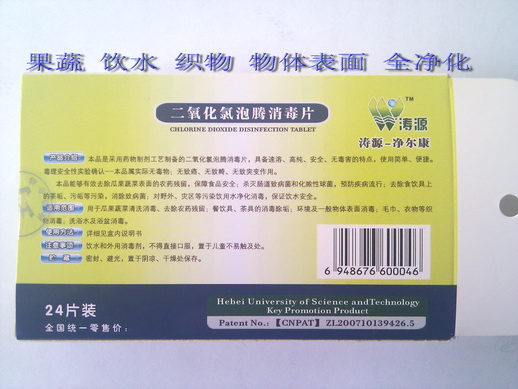 果蔬 饮水 织物 物体表面 全净化
二氧化氯泡腾消毒片
CHLORINE DIOXIDE DISINFECTION TABLET
TM
涛源
涛源-净尔康
产品介绍 本品是采用药物制剂工艺制备的二氧化氯泡腾消毒片，具备速溶、高纯、安全、无毒害的特点，使用简单、便捷。
毒理安全性实验确认一本品属实际无毒物；无致癌、无致畸、无致突变作用。
本品能够有效去除瓜果蔬菜表面的农药残留，保障食品安全；杀灭肠道致病菌和化脓性球菌，预防疾病流行；去除食饮具上
的茶垢、污垢等污染，消除致病菌；对野外、灾区等污染饮用水净化消毒，保证饮水安全。
适用范围 用于瓜果蔬菜清洗消毒、去除农药残留；餐饮具、茶具的消毒除垢；环境及一般物体表面消毒；毛巾、衣物等织
物消毒；洗浴水及浴盆消毒。
使用方法 详细见盒内说明书
注意事项 饮水和外用消毒剂，不得直接口服，置于儿童不易触及处。
贮 藏 密封、避光，置于阴凉、干燥处保存。
6 948676 600046
24片装
全国统一零售价：
Hebei University of Science andTechnology
Key Promotion Product
Patent No.:【CNPAT】ZL200710139426.5